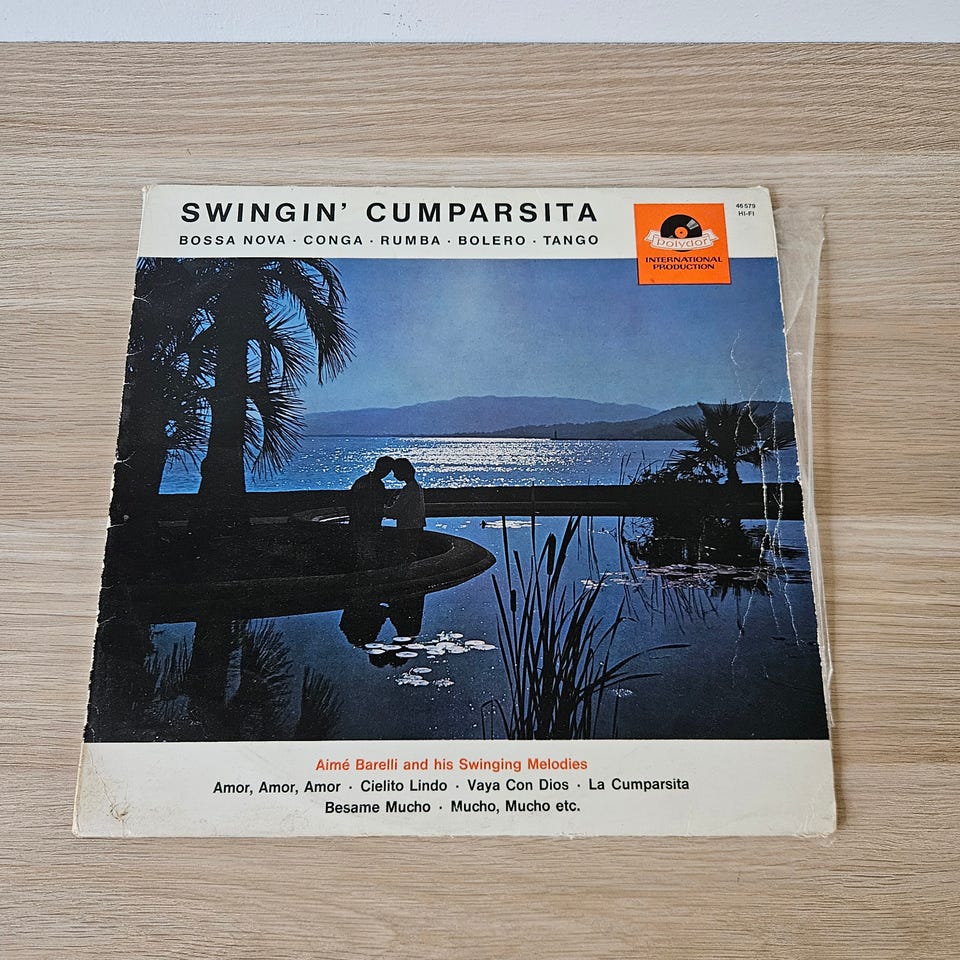 SWINGIN' CUMPARSITA
BOSSA NOVA · CONGA · RUMBA · BOLERO · TANGO
46 579
HI-FI
Polydor
INTERNATIONAL
PRODUCTION
Aimé Barelli and his Swinging Melodies
Amor, Amor, Amor · Cielito Lindo · Vaya Con Dios · La Cumparsita
Besame Mucho · Mucho, Mucho etc.